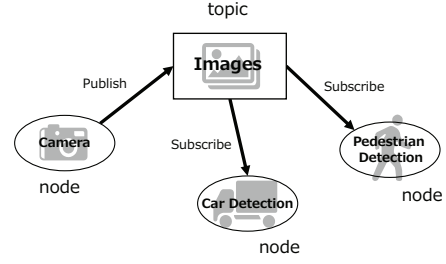 topic
Images
Publish
Subscribe
Subscribe
Camera
Pedestrian
Detection
node
Car Detection
node
node